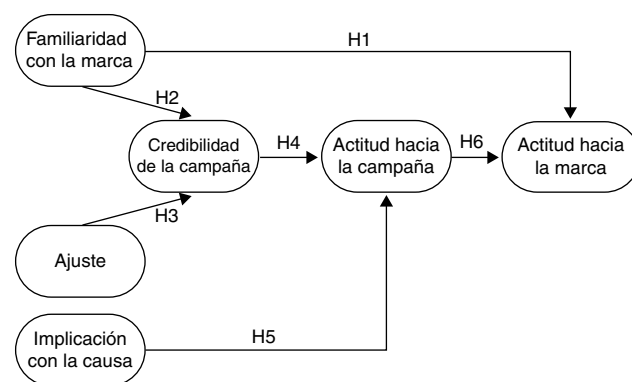 Familiaridad
con la marca
H1
H2
Credibilidad
de la campaña
H4
Actitud hacia
la campaña
H6
Actitud hacia
la marca
H3
Ajuste
Implicación
con la causa
H5